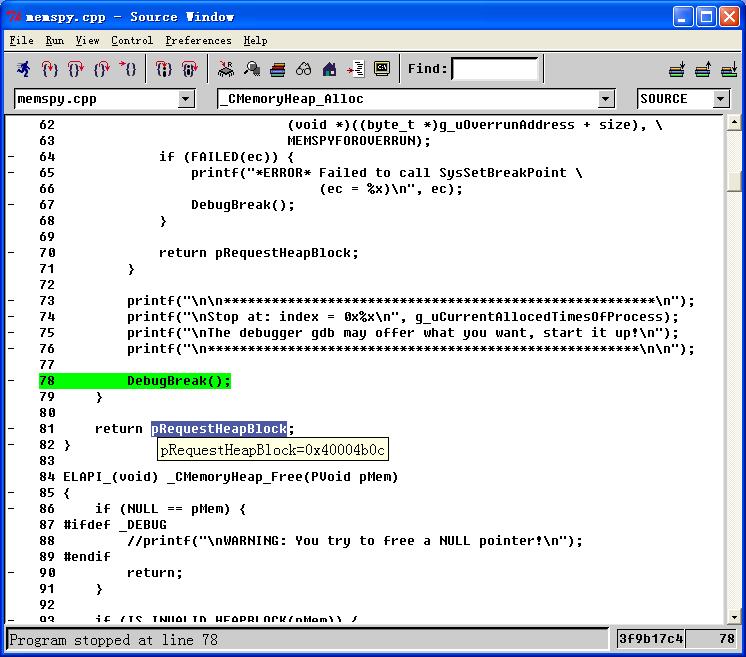 memspy.cpp - Source Window
File Run View Control Preferences Help
Find:
memspy.cpp _CMemoryHeap_Alloc SOURCE
62 (void *)((byte_t *)g_uOverrunAddress + size), \
63 MEMSPYFOROVERRUN);
- 64 if (FAILED(ec)) {
- 65 printf("*ERROR* Failed to call SysSetBreakPoint \
- 66 (ec = %x)\n", ec);
- 67 DebugBreak();
- 68 }
69
- 70 return pRequestHeapBlock;
- 71 }
72
- 73 printf("\n\n******************************************************\n");
- 74 printf("\nStop at: index = 0x%x\n", g_uCurrentAllocedTimesOfProcess);
- 75 printf("\nThe debugger gdb may offer what you want, start it up!\n");
- 76 printf("\n******************************************************\n\n");
77
- 78 DebugBreak();
- 79 }
80
- 81 return pRequestHeapBlock;
- 82 }
pRequestHeapBlock=0x40004b0c
83
84 ELAPI_(void) _CMemoryHeap_Free(PVoid pMem)
- 85 {
- 86 if (NULL == pMem) {
87 #ifdef _DEBUG
88 //printf("\nWARNING: You try to free a NULL pointer!\n");
89 #endif
- 90 return;
- 91 }
92
- 93 if (IS_INVALID_HEAPBLOCK(pMem)) {
Program stopped at line 78 3f9b17c4 78